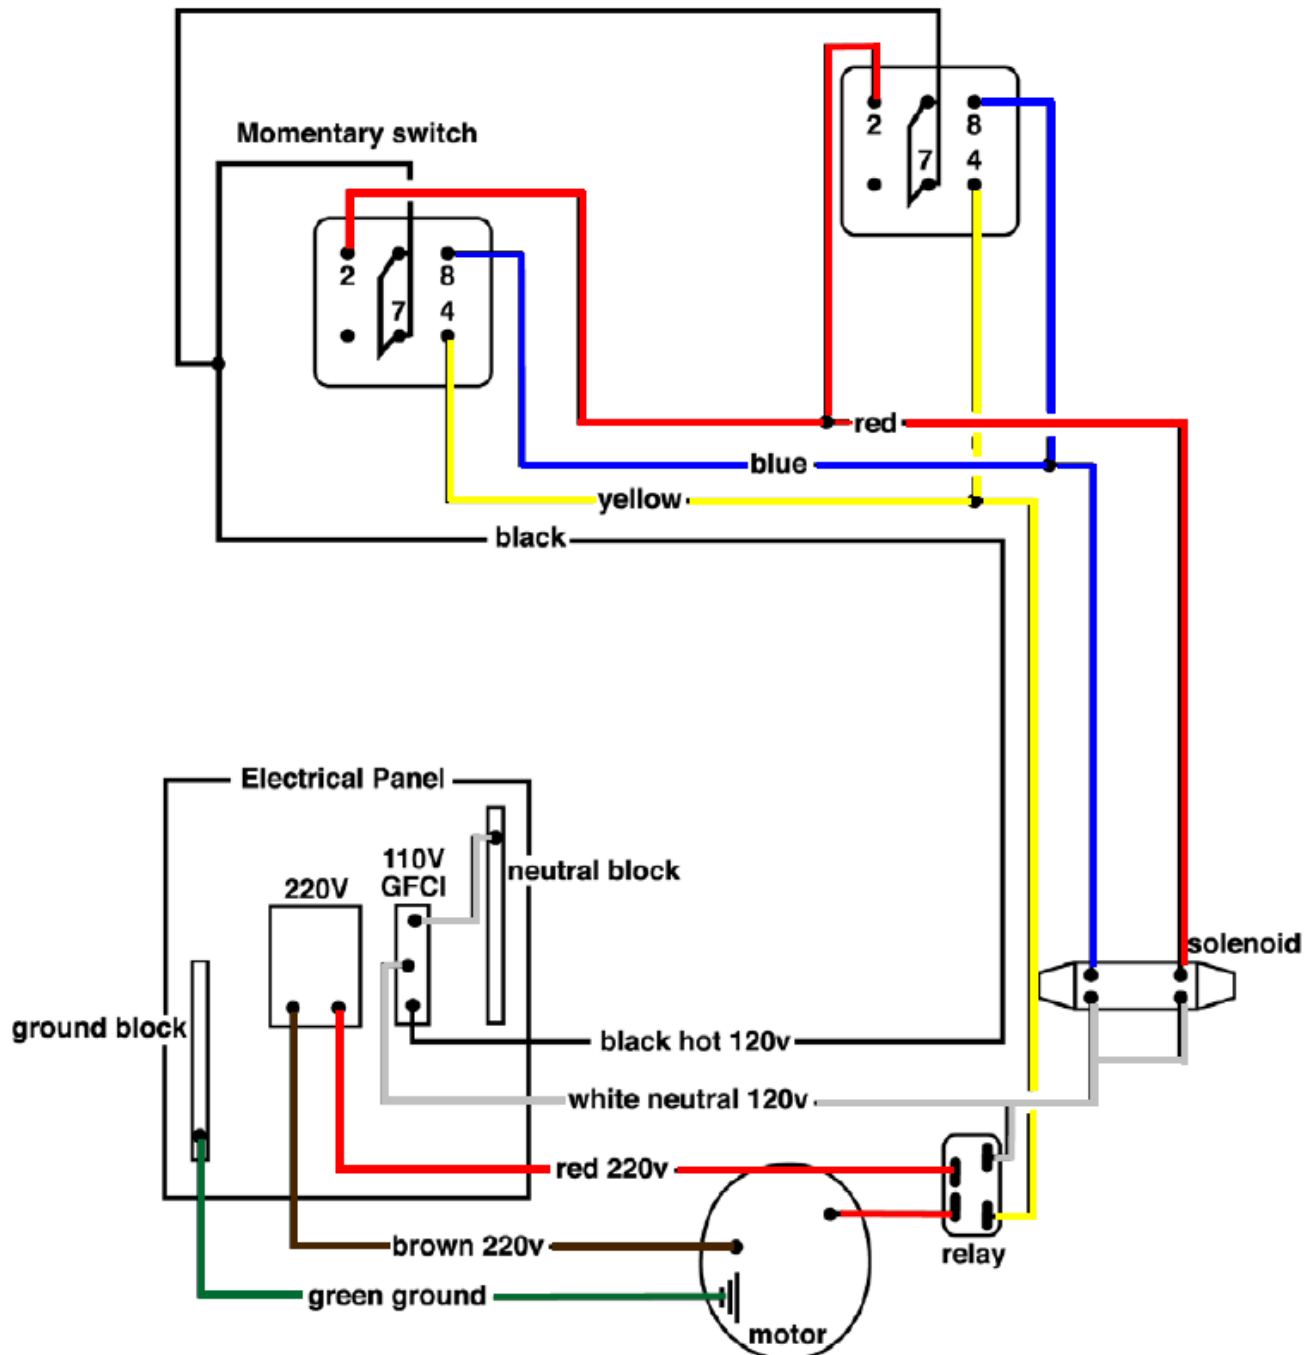 2
8
7
4
Momentary switch
2
8
7
4
red
blue
yellow
black
Electrical Panel
110V
GFCI
neutral block
220V
solenoid
ground block
black hot 120v
white neutral 120v
red 220v
brown 220v
relay
green ground
motor